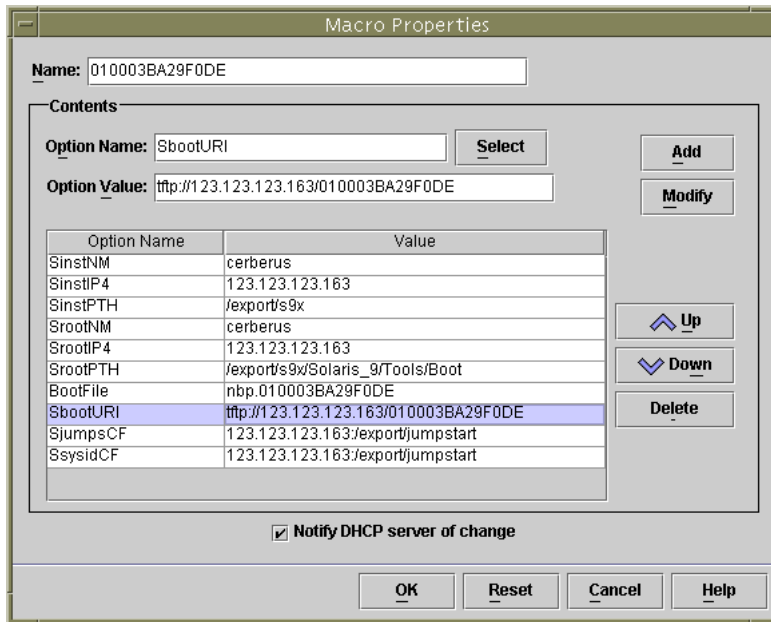 Macro Properties
Name: 010003BA29F0DE
Contents
Option Name: SbootURI Select Add
Option Value: tftp://123.123.123.163/010003BA29F0DE Modify
Option Name Value
SinstNM cerberus
SinstIP4 123.123.123.163
SinstPTH /export/s9x
SrootNM cerberus
SrootIP4 123.123.123.163
SrootPTH /export/s9x/Solaris_9/Tools/Boot
BootFile nbp.010003BA29F0DE
SbootURI tftp://123.123.123.163/010003BA29F0DE
SjumpsCF 123.123.123.163:/export/jumpstart
SsysidCF 123.123.123.163:/export/jumpstart
Up
Down
Delete
Notify DHCP server of change
OK Reset Cancel Help